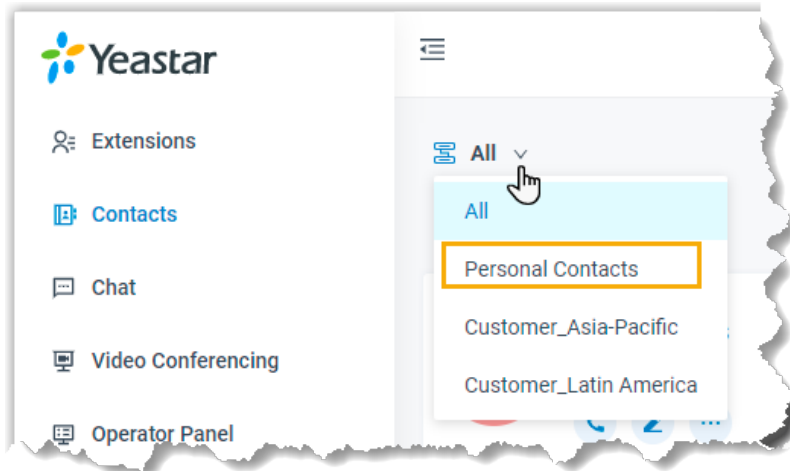 Yeastar
Extensions
Contacts
Chat
Video Conferencing
Operator Panel
All
All
Personal Contacts
Customer_Asia-Pacific
Customer_Latin America